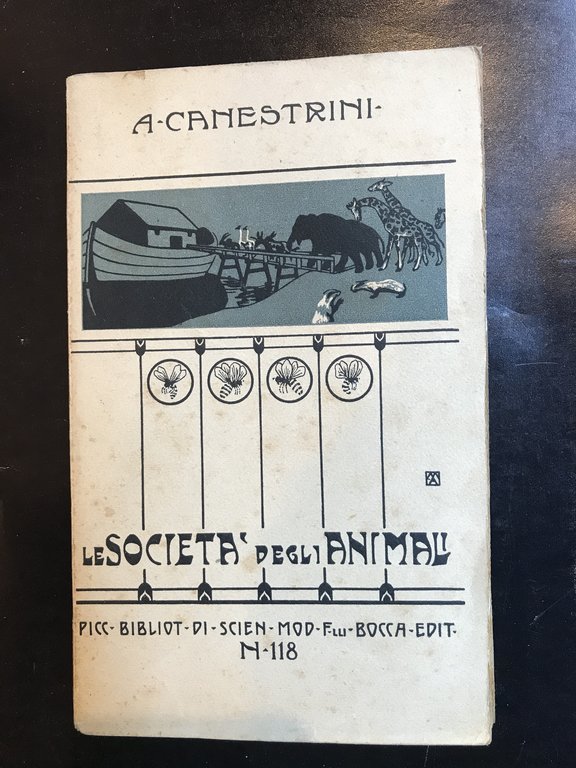 A·CANESTRINI·
LE SOCIETA' DEGLI ANIMALI
PICC· BIBLIOT· DI· SCIEN· MOD· F.LLI· BOCCA· EDIT·
N·118